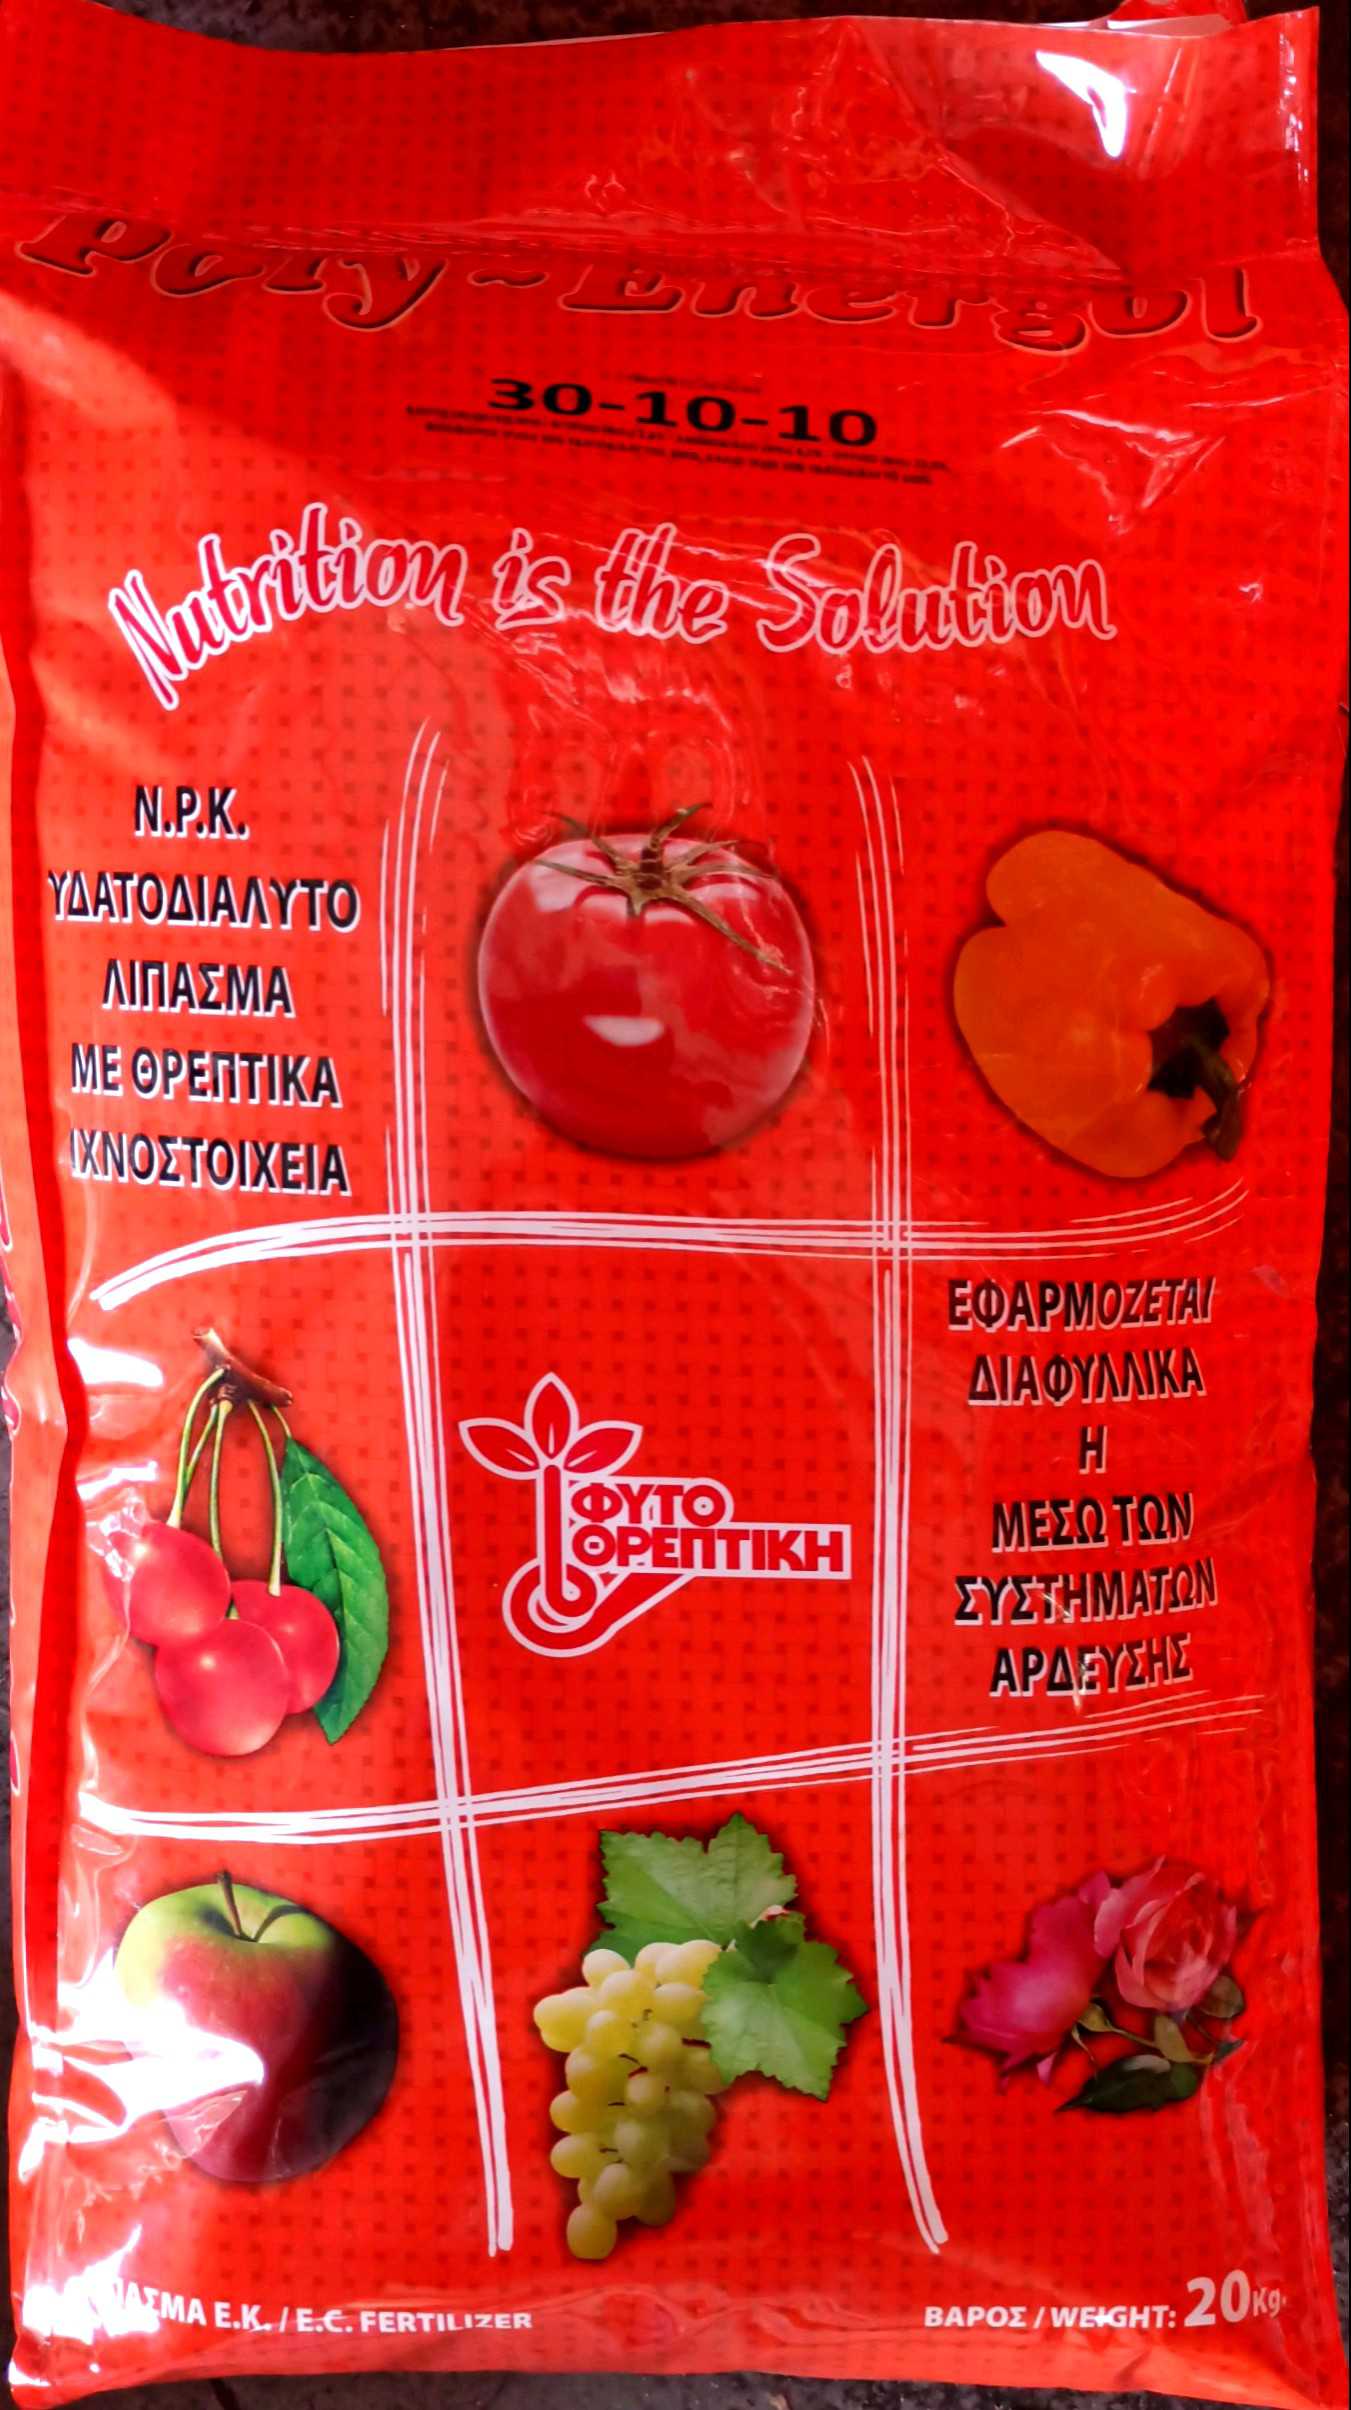 Poly-Energol
30-10-10
Nutrition is the Solution
N.P.K.
ΥΔΑΤΟΔΙΑΛΥΤΟ
ΛΙΠΑΣΜΑ
ΜΕ ΘΡΕΠΤΙΚΑ
ΙΧΝΟΣΤΟΙΧΕΙΑ
ΕΦΑΡΜΟΖΕΤΑΙ
ΔΙΑΦΥΛΛΙΚΑ
Η
ΜΕΣΩ ΤΩΝ
ΣΥΣΤΗΜΑΤΩΝ
ΑΡΔΕΥΣΗΣ
ΦΥΤΟ
ΘΡΕΠΤΙΚΗ
ΛΙΠΑΣΜΑ Ε.Κ. / E.C. FERTILIZER
ΒΑΡΟΣ / WEIGHT: 20Kg.